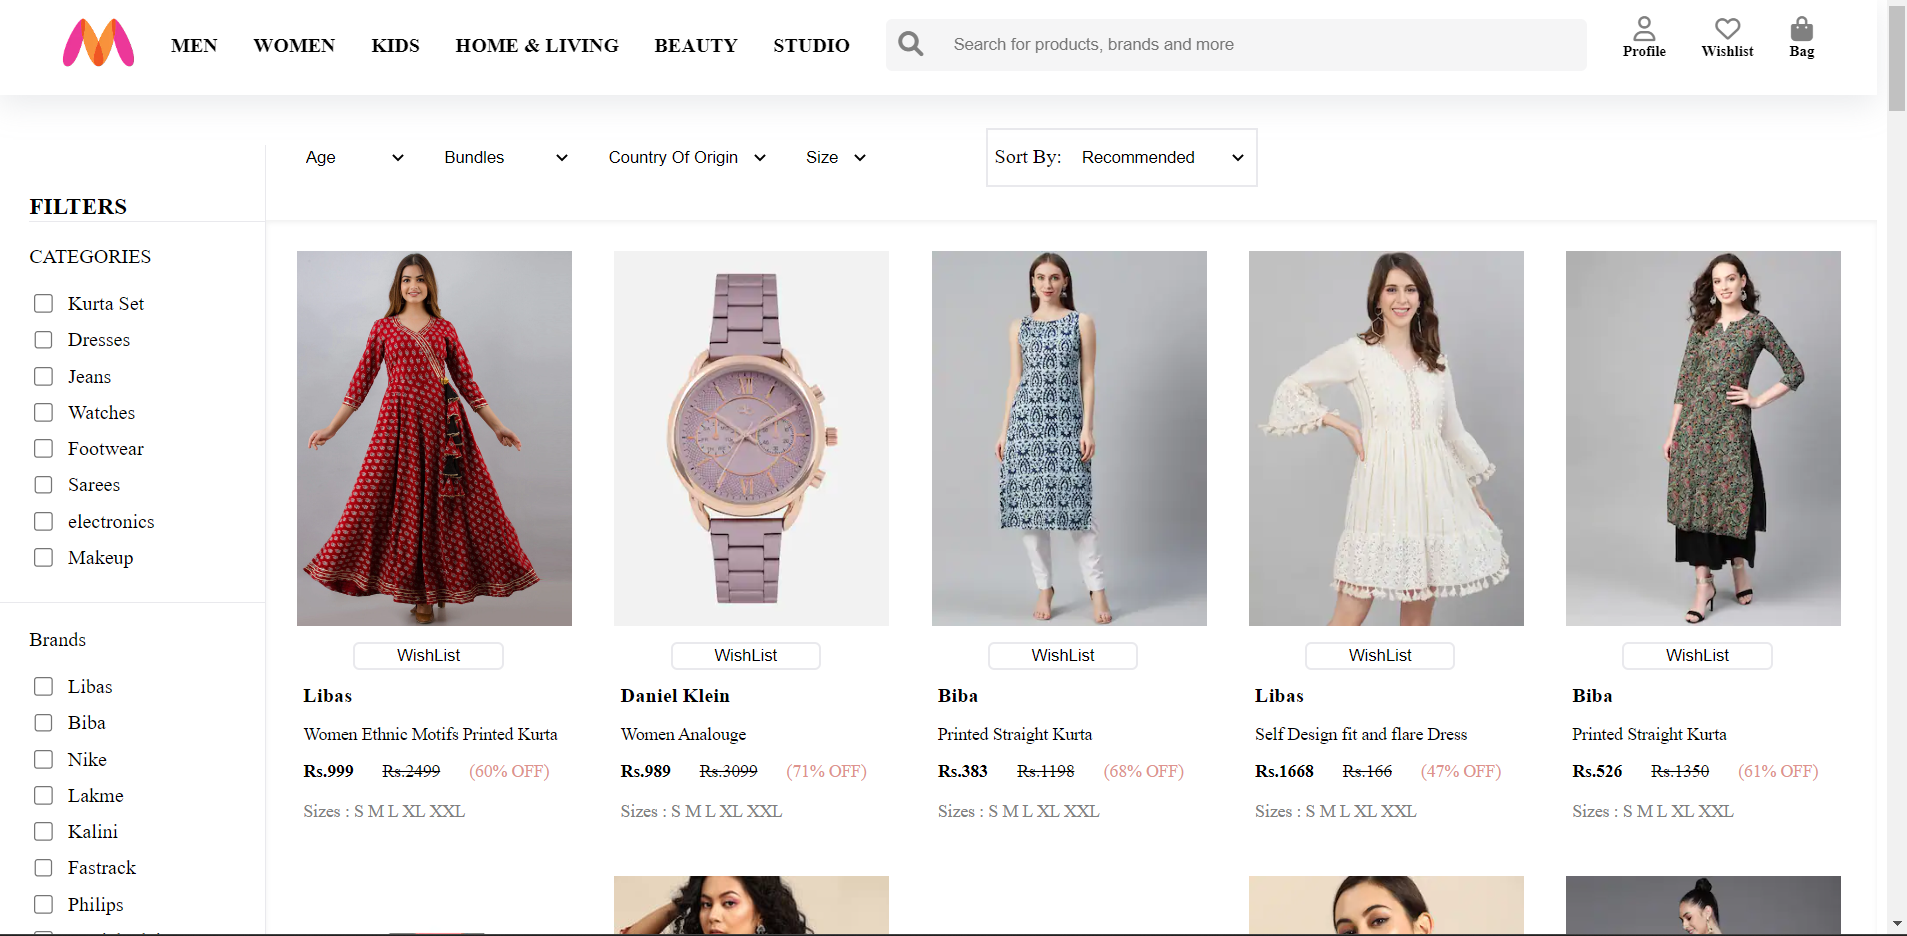 MEN WOMEN KIDS HOME & LIVING BEAUTY STUDIO Search for products, brands and more Profile Wishlist Bag
Age Bundles Country Of Origin Size Sort By: Recommended
FILTERS
CATEGORIES
Kurta Set
Dresses
Jeans
Watches
Footwear
Sarees
electronics
Makeup
Brands
Libas
Biba
Nike
Lakme
Kalini
Fastrack
Philips
WishList WishList WishList WishList WishList
Libas Daniel Klein Biba Libas Biba
Women Ethnic Motifs Printed Kurta Women Analouge Printed Straight Kurta Self Design fit and flare Dress Printed Straight Kurta
Rs.999 Rs.2499 (60% OFF) Rs.989 Rs.3099 (71% OFF) Rs.383 Rs.1198 (68% OFF) Rs.1668 Rs.166 (47% OFF) Rs.526 Rs.1350 (61% OFF)
Sizes : S M L XL XXL Sizes : S M L XL XXL Sizes : S M L XL XXL Sizes : S M L XL XXL Sizes : S M L XL XXL